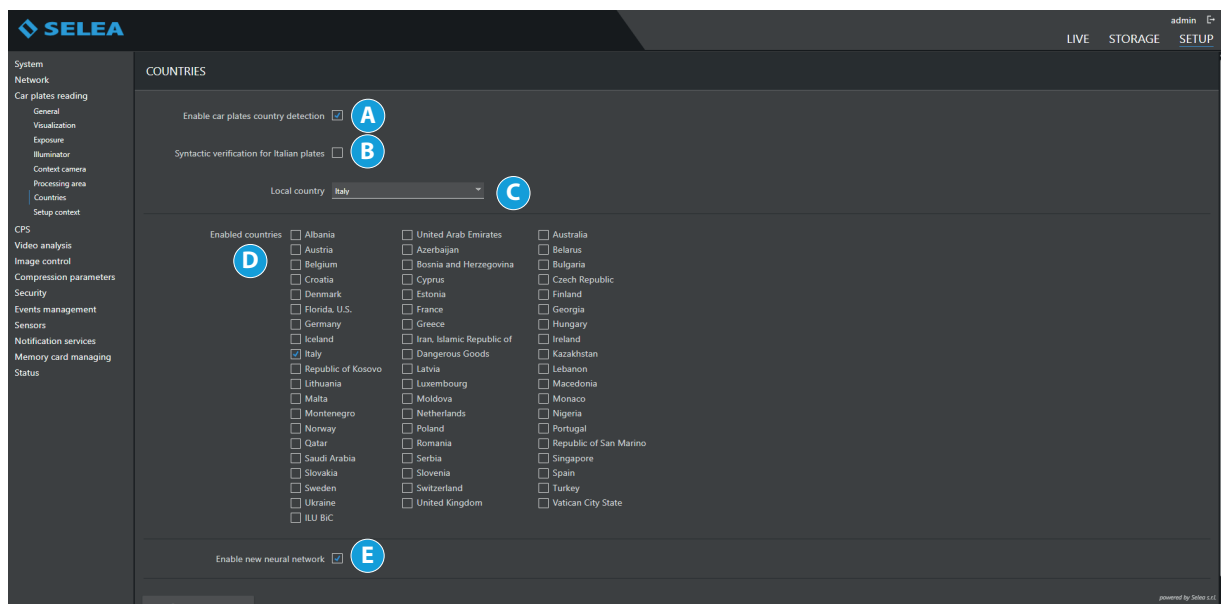 SELEA
admin
LIVE STORAGE SETUP
System
Network
Car plates reading
General
Visualization
Exposure
Illuminator
Context camera
Processing area
Countries
Setup context
CPS
Video analysis
Image control
Compression parameters
Security
Events management
Sensors
Notification services
Memory card managing
Status
COUNTRIES
Enable car plates country detection A
Syntactic verification for Italian plates B
Local country Italy C
Enabled countries D
Albania United Arab Emirates Australia
Austria Azerbaijan Belarus
Belgium Bosnia and Herzegovina Bulgaria
Croatia Cyprus Czech Republic
Denmark Estonia Finland
Florida, U.S. France Georgia
Germany Greece Hungary
Iceland Iran, Islamic Republic of Ireland
Italy Dangerous Goods Kazakhstan
Republic of Kosovo Latvia Lebanon
Lithuania Luxembourg Macedonia
Malta Moldova Monaco
Montenegro Netherlands Nigeria
Norway Poland Portugal
Qatar Romania Republic of San Marino
Saudi Arabia Serbia Singapore
Slovakia Slovenia Spain
Sweden Switzerland Turkey
Ukraine United Kingdom Vatican City State
ILU BiC
Enable new neural network E
powered by Selea s.r.l.